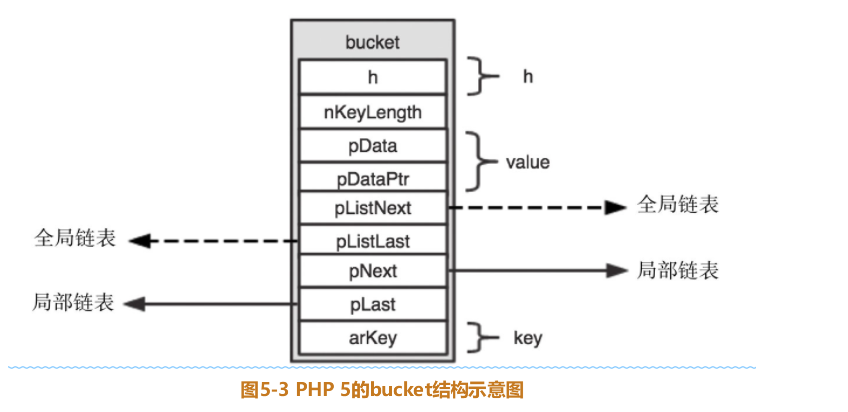 bucket
h
h
nKeyLength
pData
value
pDataPtr
pListNext
全局链表
全局链表
pListLast
pNext
局部链表
局部链表
pLast
arKey
key
图5-3 PHP 5的bucket结构示意图